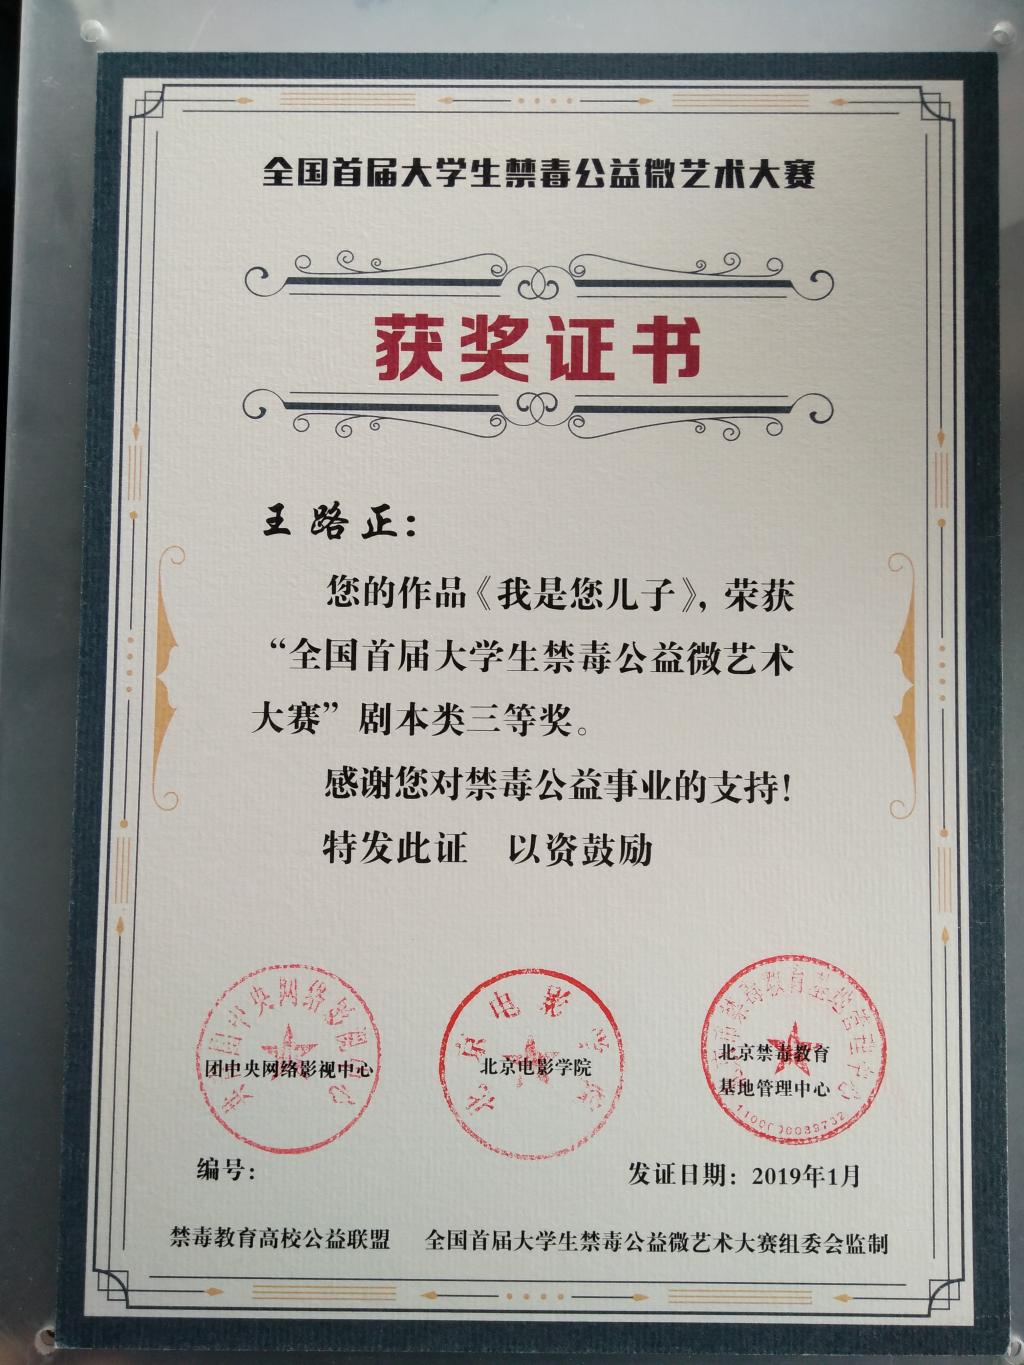 全国首届大学生禁毒公益微艺术大赛
获奖证书
王路正：
您的作品《我是您儿子》，荣获
“全国首届大学生禁毒公益微艺术
大赛”剧本类三等奖。
感谢您对禁毒公益事业的支持！
特发此证　以资鼓励
团中央网络影视中心
北京电影学院
北京电影学院
北京禁毒教育
基地管理中心
编号：
发证日期：2019年1月
禁毒教育高校公益联盟　全国首届大学生禁毒公益微艺术大赛组委会监制